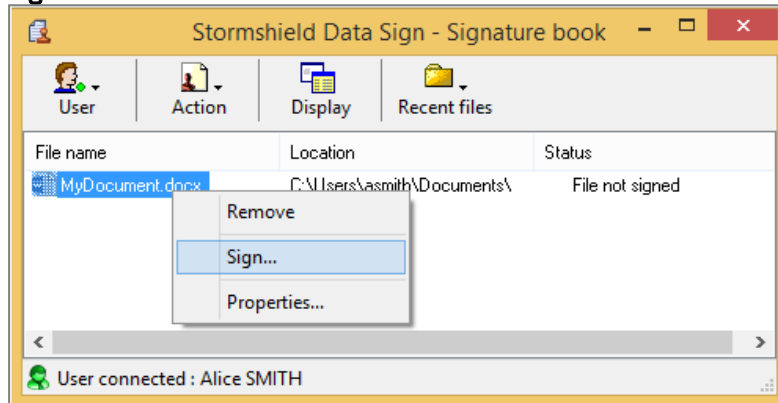 Stormshield Data Sign - Signature book
User
Action
Display
Recent files
File name Location Status
MyDocument.docx C:\Users\asmith\Documents\ File not signed
Remove
Sign...
Properties...
User connected : Alice SMITH